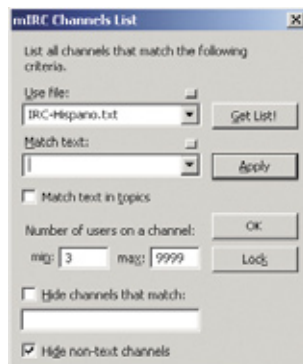 mIRC Channels List
List all channels that match the following
criteria.
Use file:
IRC-Hispano.txt
Get List!
Match text:
Apply
Match text in topics
Number of users on a channel:
OK
min: 3 max: 9999
Lock
Hide channels that match:
Hide non-text channels